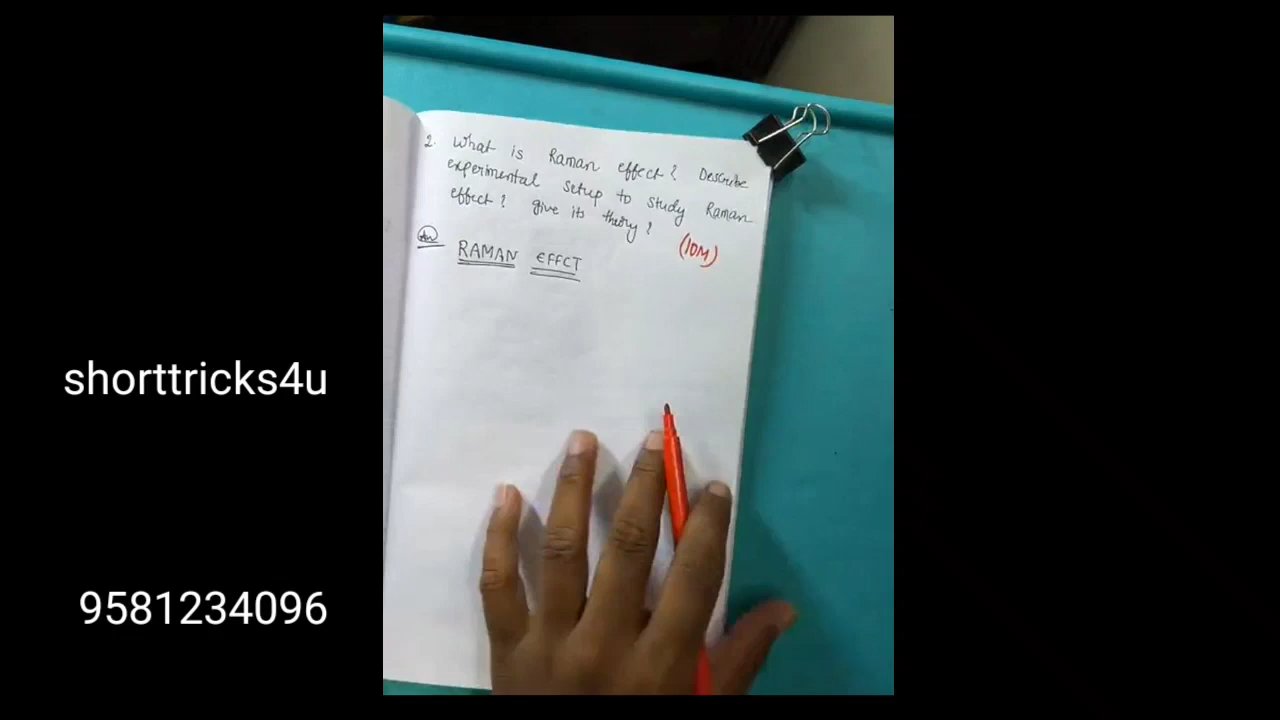 2. What is Raman effect? Describe
experimental setup to study Raman
effect? give its theory?
(10M)
Ans
RAMAN EFFCT
shorttricks4u
9581234096